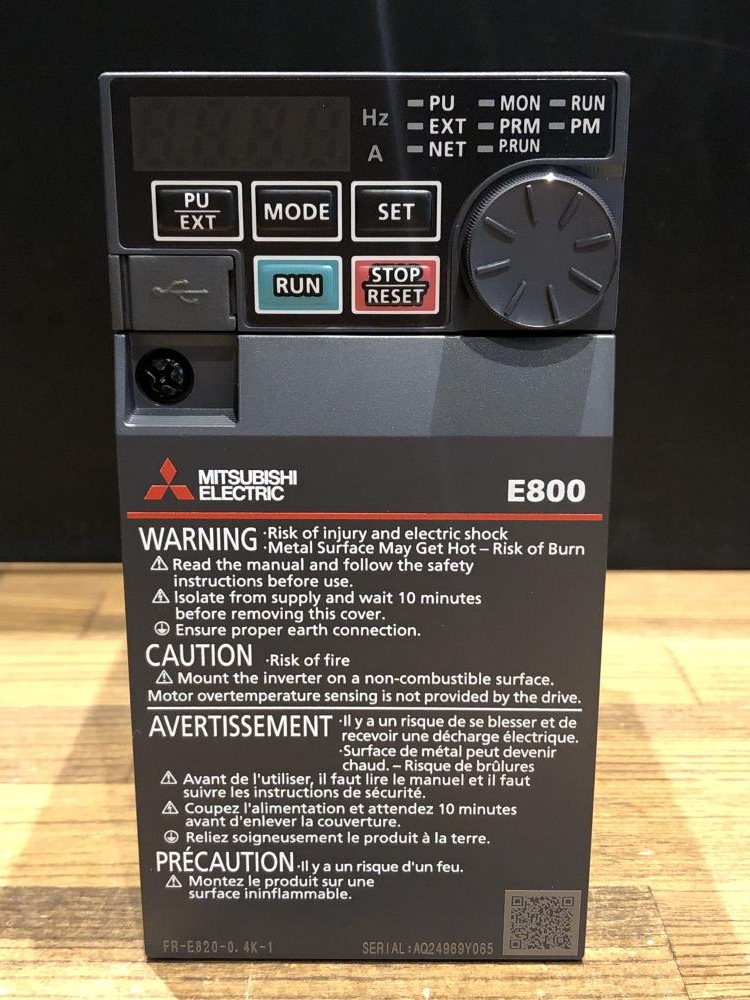 Hz
A
PU
MON
RUN
EXT
PRM
PM
NET
P.RUN
PU
EXT
MODE
SET
RUN
STOP
RESET
MITSUBISHI
ELECTRIC
E800
WARNING ·Risk of injury and electric shock
·Metal Surface May Get Hot – Risk of Burn
Read the manual and follow the safety
instructions before use.
Isolate from supply and wait 10 minutes
before removing this cover.
Ensure proper earth connection.
CAUTION ·Risk of fire
Mount the inverter on a non-combustible surface.
Motor overtemperature sensing is not provided by the drive.
AVERTISSEMENT ·Il y a un risque de se blesser et de
recevoir une décharge électrique.
·Surface de métal peut devenir
chaud. – Risque de brûlures
Avant de l'utiliser, il faut lire le manuel et il faut
suivre les instructions de sécurité.
Coupez l'alimentation et attendez 10 minutes
avant d'enlever la couverture.
Reliez soigneusement le produit à la terre.
PRÉCAUTION ·Il y a un risque d'un feu.
Montez le produit sur une
surface ininflammable.
FR-E820-0.4K-1
SERIAL:AQ24969Y065